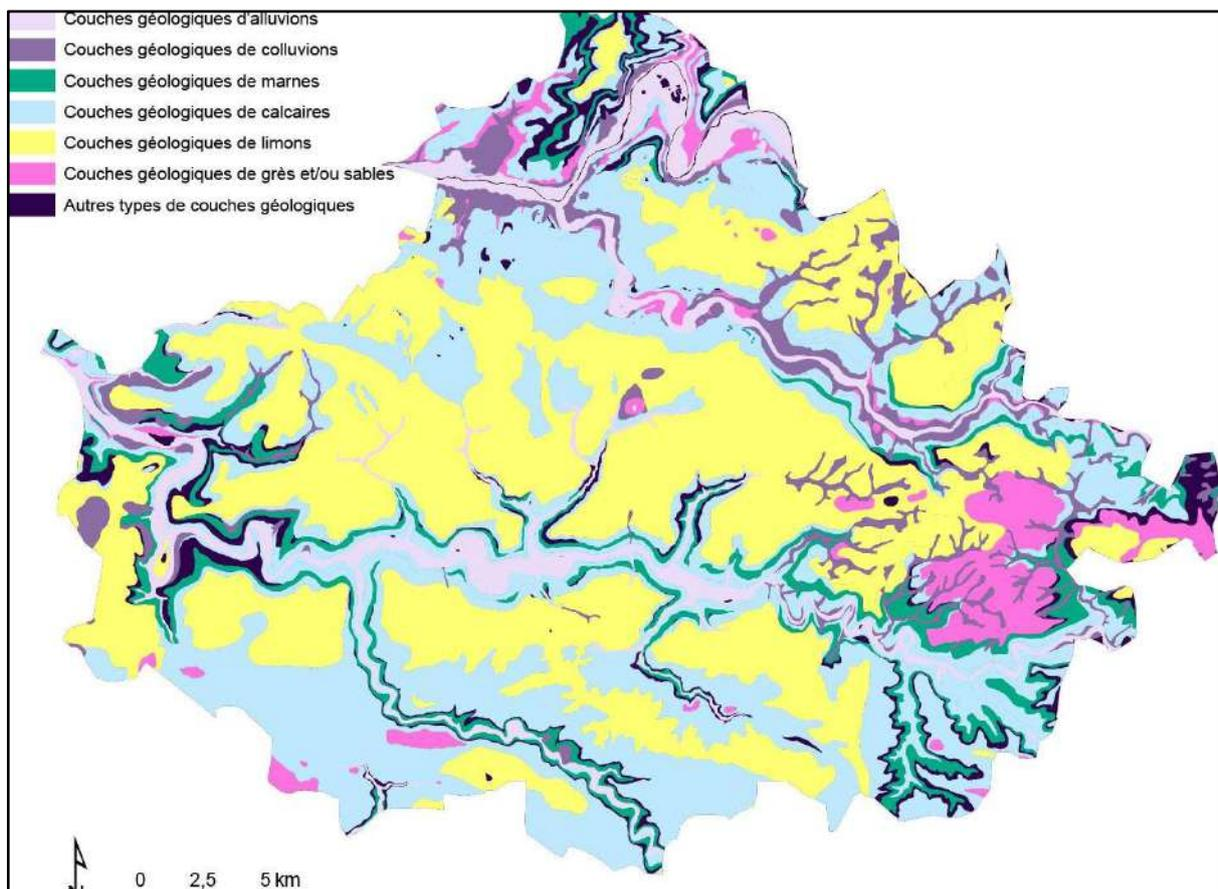 Couches géologiques d'alluvions
Couches géologiques de colluvions
Couches géologiques de marnes
Couches géologiques de calcaires
Couches géologiques de limons
Couches géologiques de grès et/ou sables
Autres types de couches géologiques
0 2,5 5 km